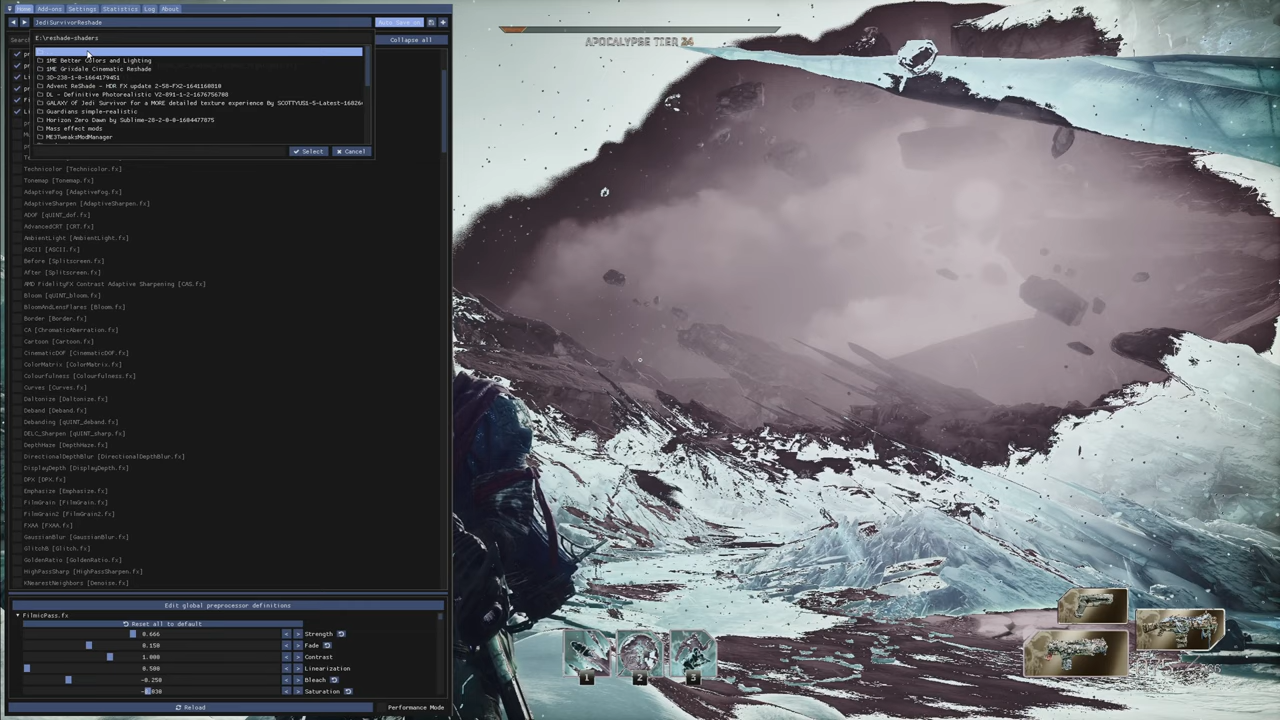 Home Add-ons Settings Statistics Log About
JediSurvivorReshade Auto Save on
E:\reshade-shaders
Search
Collapse all
1ME Better Colors and Lighting
1ME Grixdale Cinematic Reshade
3D-238-1-0-1664179451
Advent ReShade - HDR FX update 2-58-FX2-1641160810
DL - Definitive Photorealistic V2-891-1-2-1676756780
GALAXY Of Jedi Survivor for a MORE detailed texture experience By SCOTTYUS1-5-Latest-16826
Guardians simple-realistic
Horizon Zero Dawn by Sublime-28-2-0-0-1604477875
Mass effect mods
ME3TweaksModManager
Select Cancel
Technicolor [Technicolor.fx]
Tonemap [Tonemap.fx]
AdaptiveFog [AdaptiveFog.fx]
AdaptiveSharpen [AdaptiveSharpen.fx]
ADOF [qUINT_dof.fx]
AdvancedCRT [CRT.fx]
AmbientLight [AmbientLight.fx]
ASCII [ASCII.fx]
Before [Splitscreen.fx]
After [Splitscreen.fx]
AMD FidelityFX Contrast Adaptive Sharpening [CAS.fx]
Bloom [qUINT_bloom.fx]
BloomAndLensFlares [Bloom.fx]
Border [Border.fx]
CA [ChromaticAberration.fx]
Cartoon [Cartoon.fx]
CinematicDOF [CinematicDOF.fx]
ColorMatrix [ColorMatrix.fx]
Colourfulness [Colourfulness.fx]
Curves [Curves.fx]
Daltonize [Daltonize.fx]
Deband [Deband.fx]
Debanding [qUINT_deband.fx]
DELC_Sharpen [qUINT_sharp.fx]
DepthHaze [DepthHaze.fx]
DirectionalDepthBlur [DirectionalDepthBlur.fx]
DisplayDepth [DisplayDepth.fx]
DPX [DPX.fx]
Emphasize [Emphasize.fx]
FilmGrain [FilmGrain.fx]
FilmGrain2 [FilmGrain2.fx]
FXAA [FXAA.fx]
GaussianBlur [GaussianBlur.fx]
GlitchB [Glitch.fx]
GoldenRatio [GoldenRatio.fx]
HighPassSharp [HighPassSharpen.fx]
KNearestNeighbors [Denoise.fx]
Edit global preprocessor definitions
FilmicPass.fx
Reset all to default
0.666 < > Strength
0.150 < > Fade
1.000 < > Contrast
0.500 < > Linearization
-0.250 < > Bleach
-0.030 < > Saturation
Reload Performance Mode
APOCALYPSE TIER 24
1 2 3